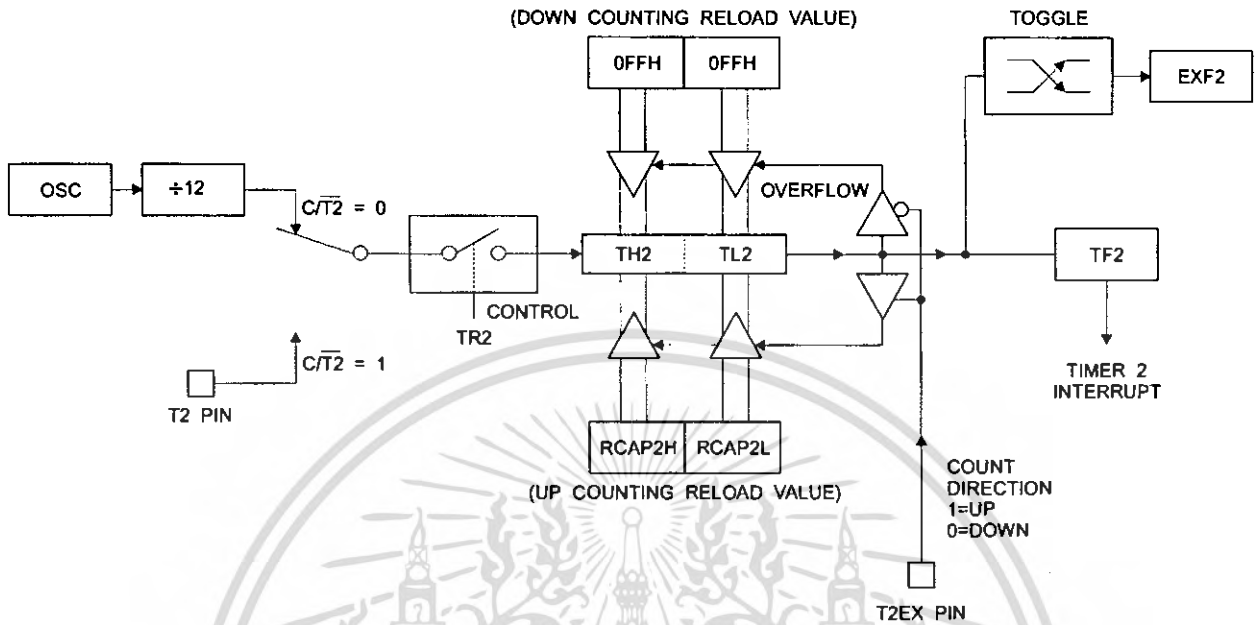 (DOWN COUNTING RELOAD VALUE)
TOGGLE
0FFH 0FFH
EXF2
OSC
÷12
OVERFLOW
C/T2 = 0
TH2 TL2
TF2
CONTROL
TR2
C/T2 = 1
T2 PIN
TIMER 2
INTERRUPT
RCAP2H RCAP2L
(UP COUNTING RELOAD VALUE)
COUNT
DIRECTION
1=UP
0=DOWN
T2EX PIN